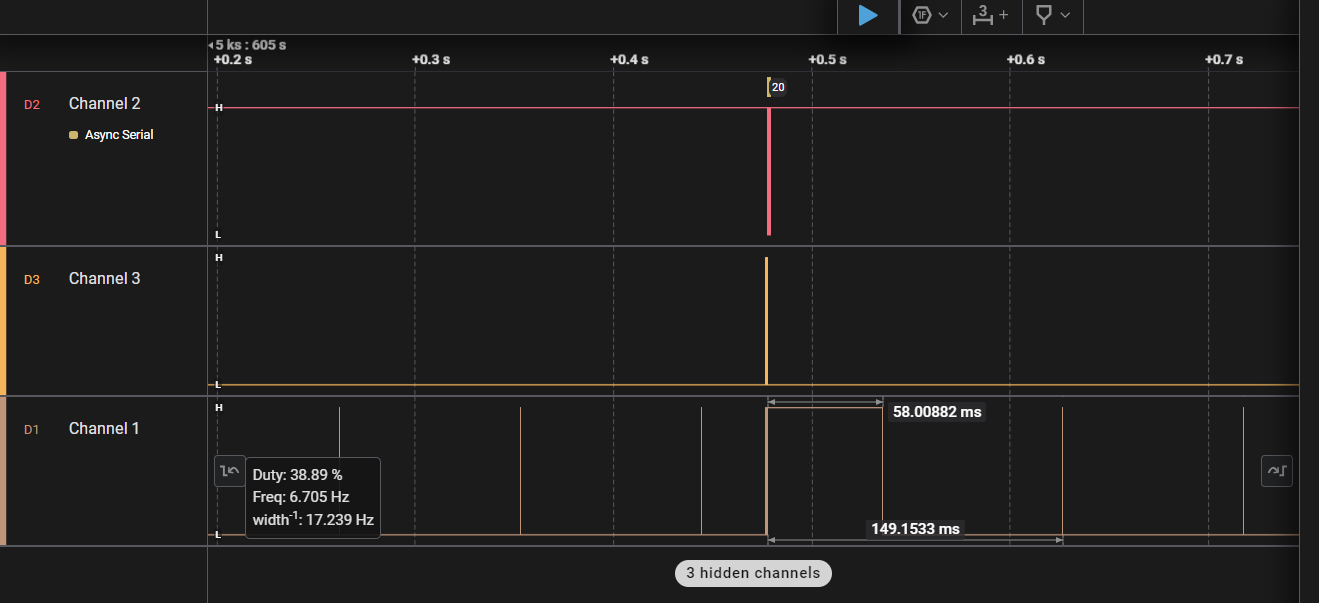 1F
3 +
5 ks : 605 s
+0.2 s +0.3 s +0.4 s +0.5 s +0.6 s +0.7 s
20
D2 Channel 2
H
Async Serial
L
H
D3 Channel 3
L
H
58.00882 ms
D1 Channel 1
Duty: 38.89 %
Freq: 6.705 Hz
width-1: 17.239 Hz
149.1533 ms
L
3 hidden channels